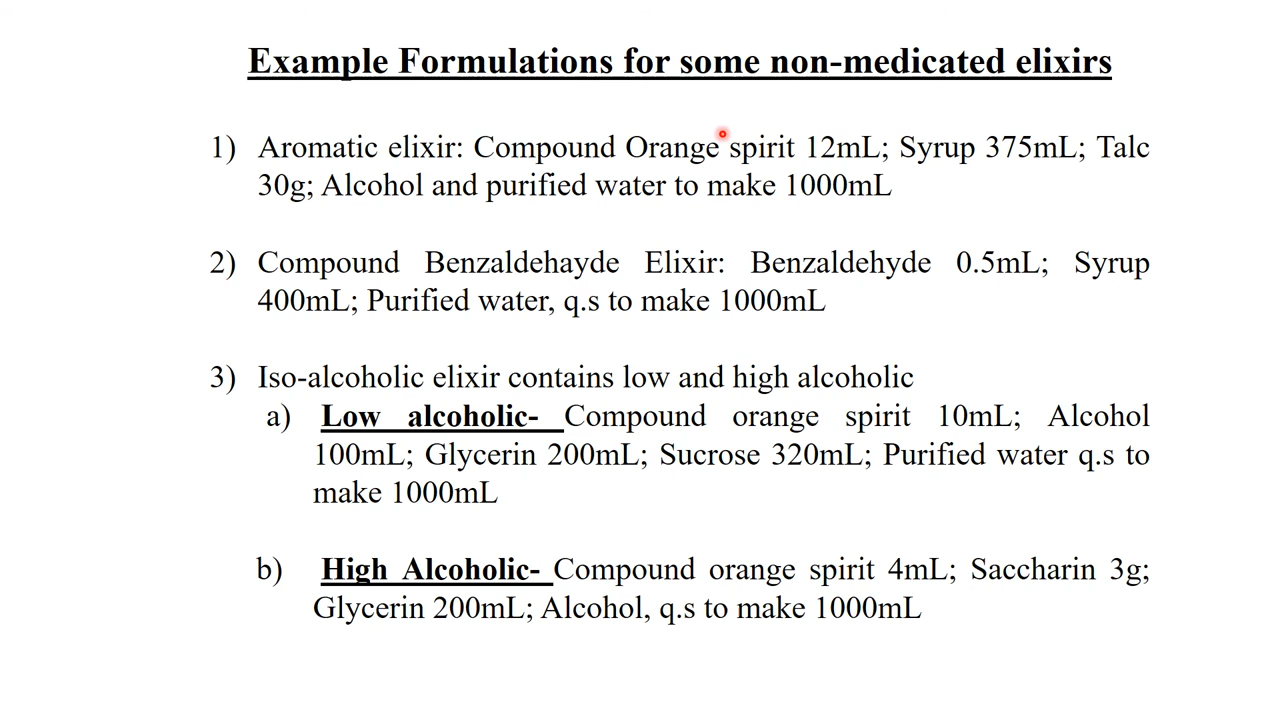 Example Formulations for some non-medicated elixirs
1) Aromatic elixir: Compound Orange spirit 12mL; Syrup 375mL; Talc
30g; Alcohol and purified water to make 1000mL
2) Compound Benzaldehayde Elixir: Benzaldehyde 0.5mL; Syrup
400mL; Purified water, q.s to make 1000mL
3) Iso-alcoholic elixir contains low and high alcoholic
a) Low alcoholic- Compound orange spirit 10mL; Alcohol
100mL; Glycerin 200mL; Sucrose 320mL; Purified water q.s to
make 1000mL
b) High Alcoholic- Compound orange spirit 4mL; Saccharin 3g;
Glycerin 200mL; Alcohol, q.s to make 1000mL